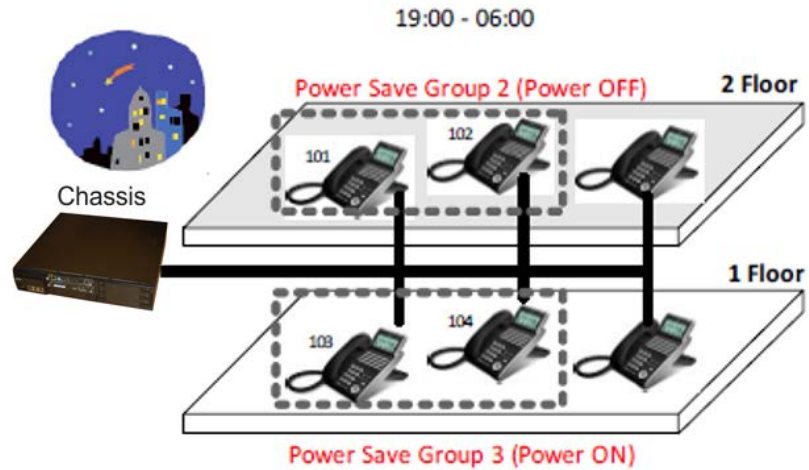 19:00 - 06:00
Power Save Group 2 (Power OFF)
2 Floor
101
102
Chassis
1 Floor
103
104
Power Save Group 3 (Power ON)